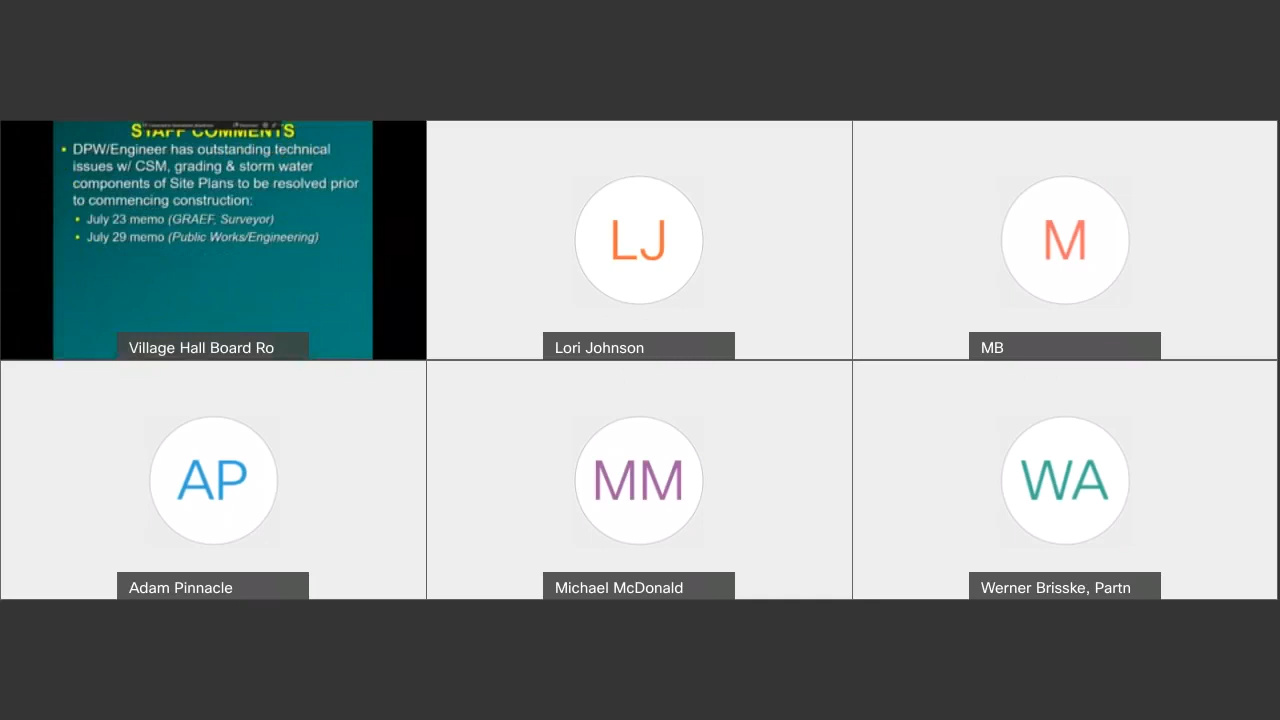 STAFF COMMENTS
• DPW/Engineer has outstanding technical
issues w/ CSM, grading & storm water
components of Site Plans to be resolved prior
to commencing construction:
• July 23 memo (GRAEF, Surveyor)
• July 29 memo (Public Works/Engineering)
Village Hall Board Ro
LJ
Lori Johnson
M
MB
AP
Adam Pinnacle
MM
Michael McDonald
WA
Werner Brisske, Partn